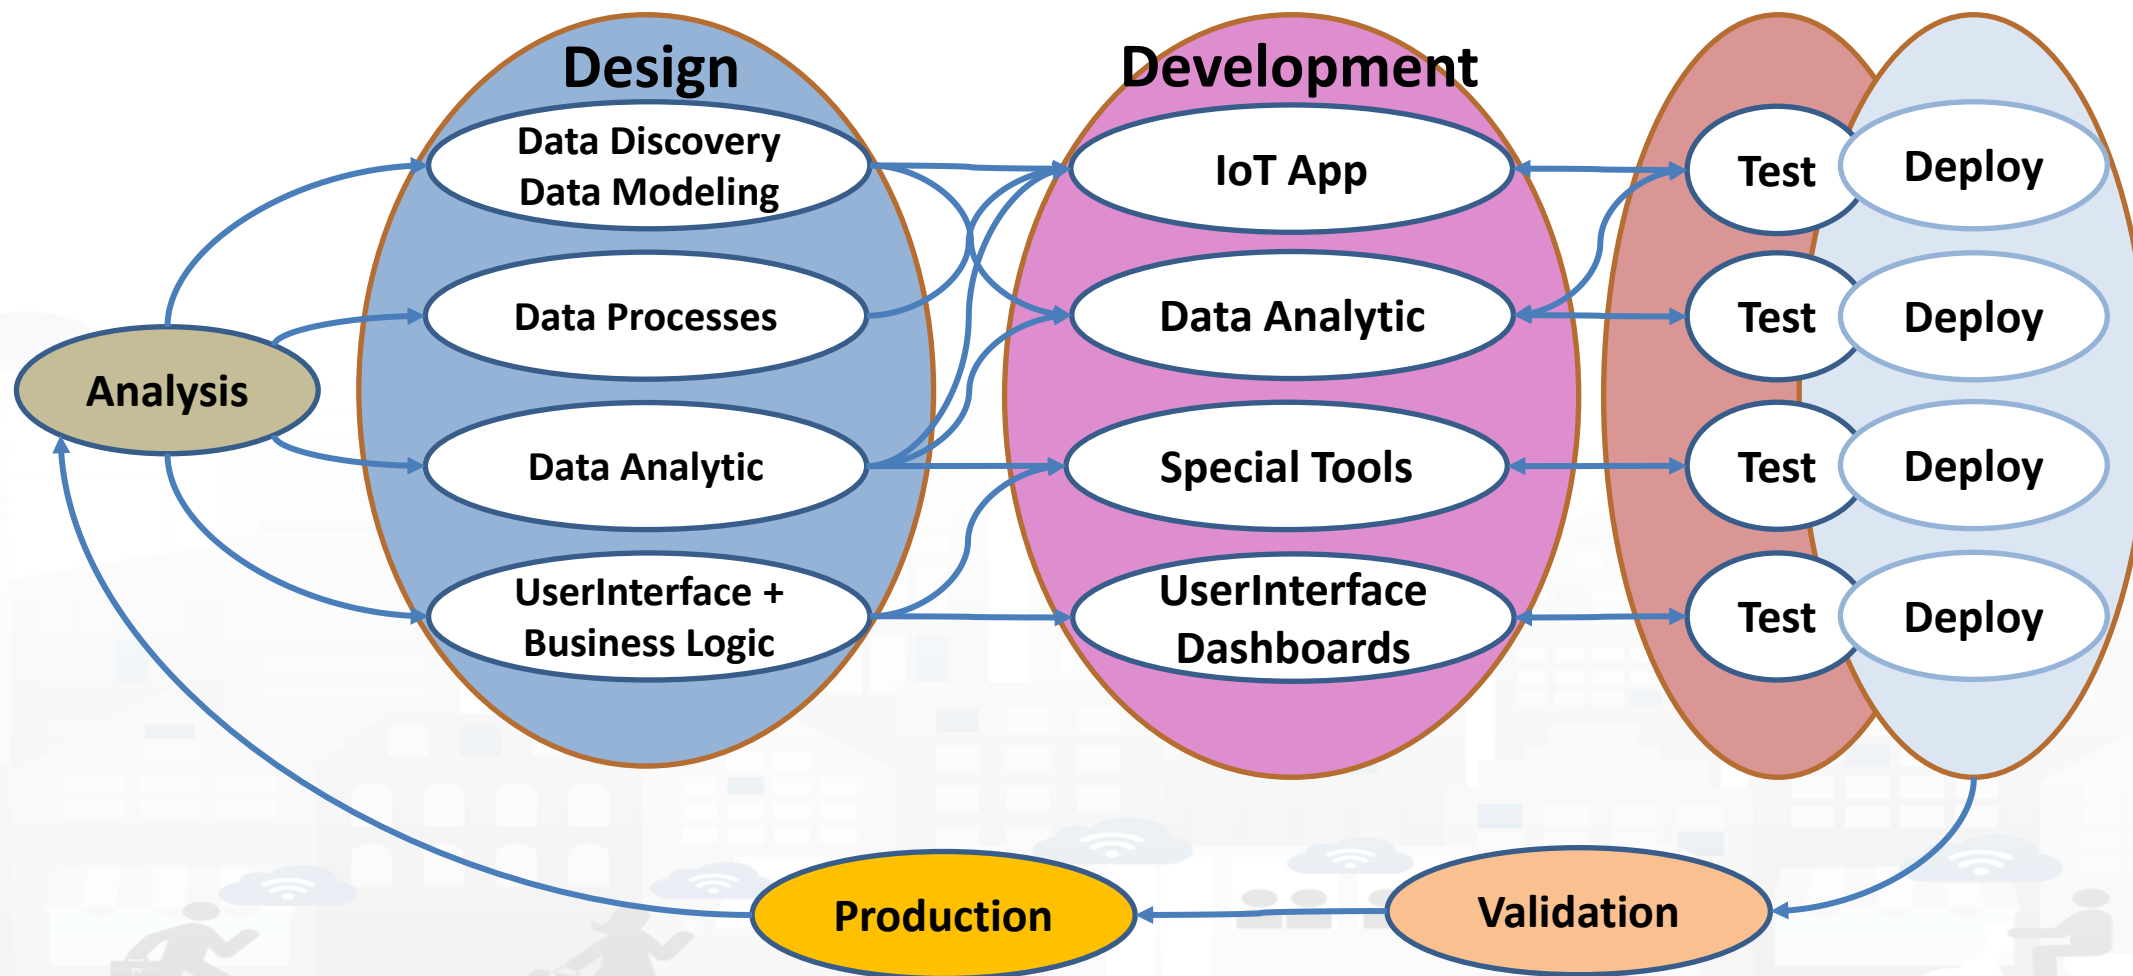 Design
Development
Data Discovery
Data Modeling
IoT App
Test
Deploy
Data Processes
Data Analytic
Test
Deploy
Analysis
Data Analytic
Special Tools
Test
Deploy
UserInterface +
Business Logic
UserInterface
Dashboards
Test
Deploy
Production
Validation